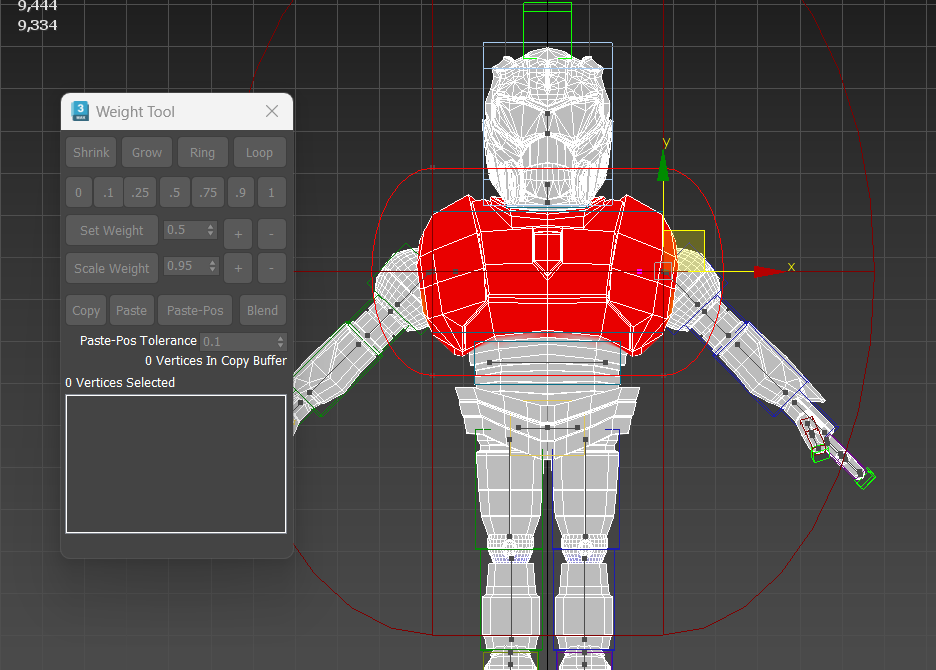 9,444
9,334
3
Weight Tool
Shrink Grow Ring Loop
0 .1 .25 .5 .75 .9 1
Set Weight 0.5 + -
Scale Weight 0.95 + -
Copy Paste Paste-Pos Blend
Paste-Pos Tolerance 0.1
0 Vertices In Copy Buffer
0 Vertices Selected
y
x